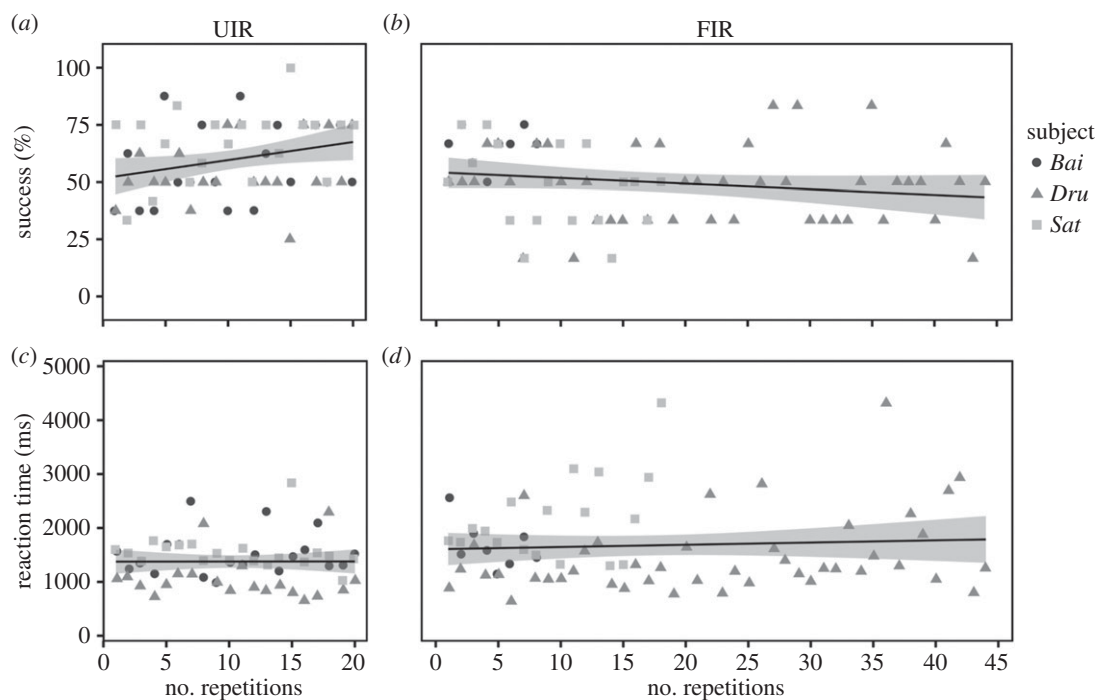 (a) UIR (b) FIR
100
75
50
25
0
success (%)
subject
Bai
Dru
Sat
(c) (d)
5000
4000
3000
2000
1000
0
reaction time (ms)
0 5 10 15 20 0 5 10 15 20 25 30 35 40 45
no. repetitions no. repetitions